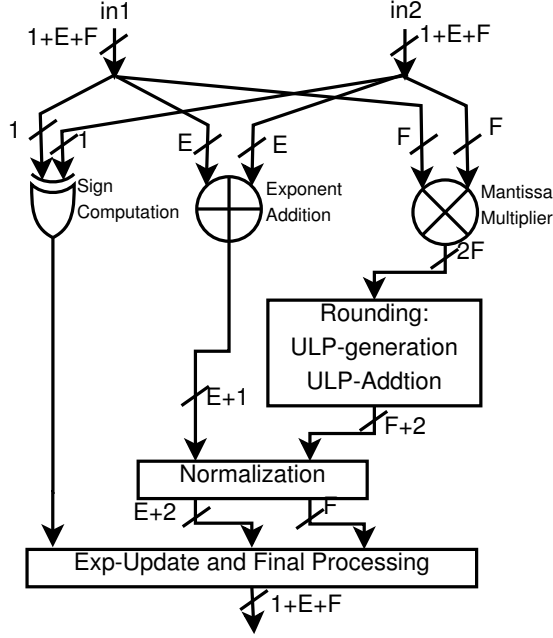 in1
in2
1+E+F
1+E+F
1
1
E
E
F
F
Sign
Computation
Exponent
Addition
Mantissa
Multiplier
2F
Rounding:
ULP-generation
ULP-Addtion
E+1
F+2
Normalization
E+2
F
Exp-Update and Final Processing
1+E+F